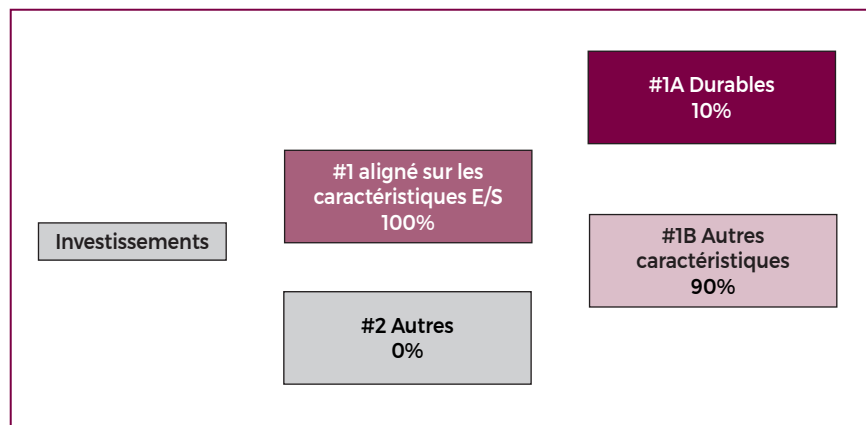 #1A Durables
10%
#1 aligné sur les
caractéristiques E/S
100%
Investissements
#1B Autres
caractéristiques
90%
#2 Autres
0%